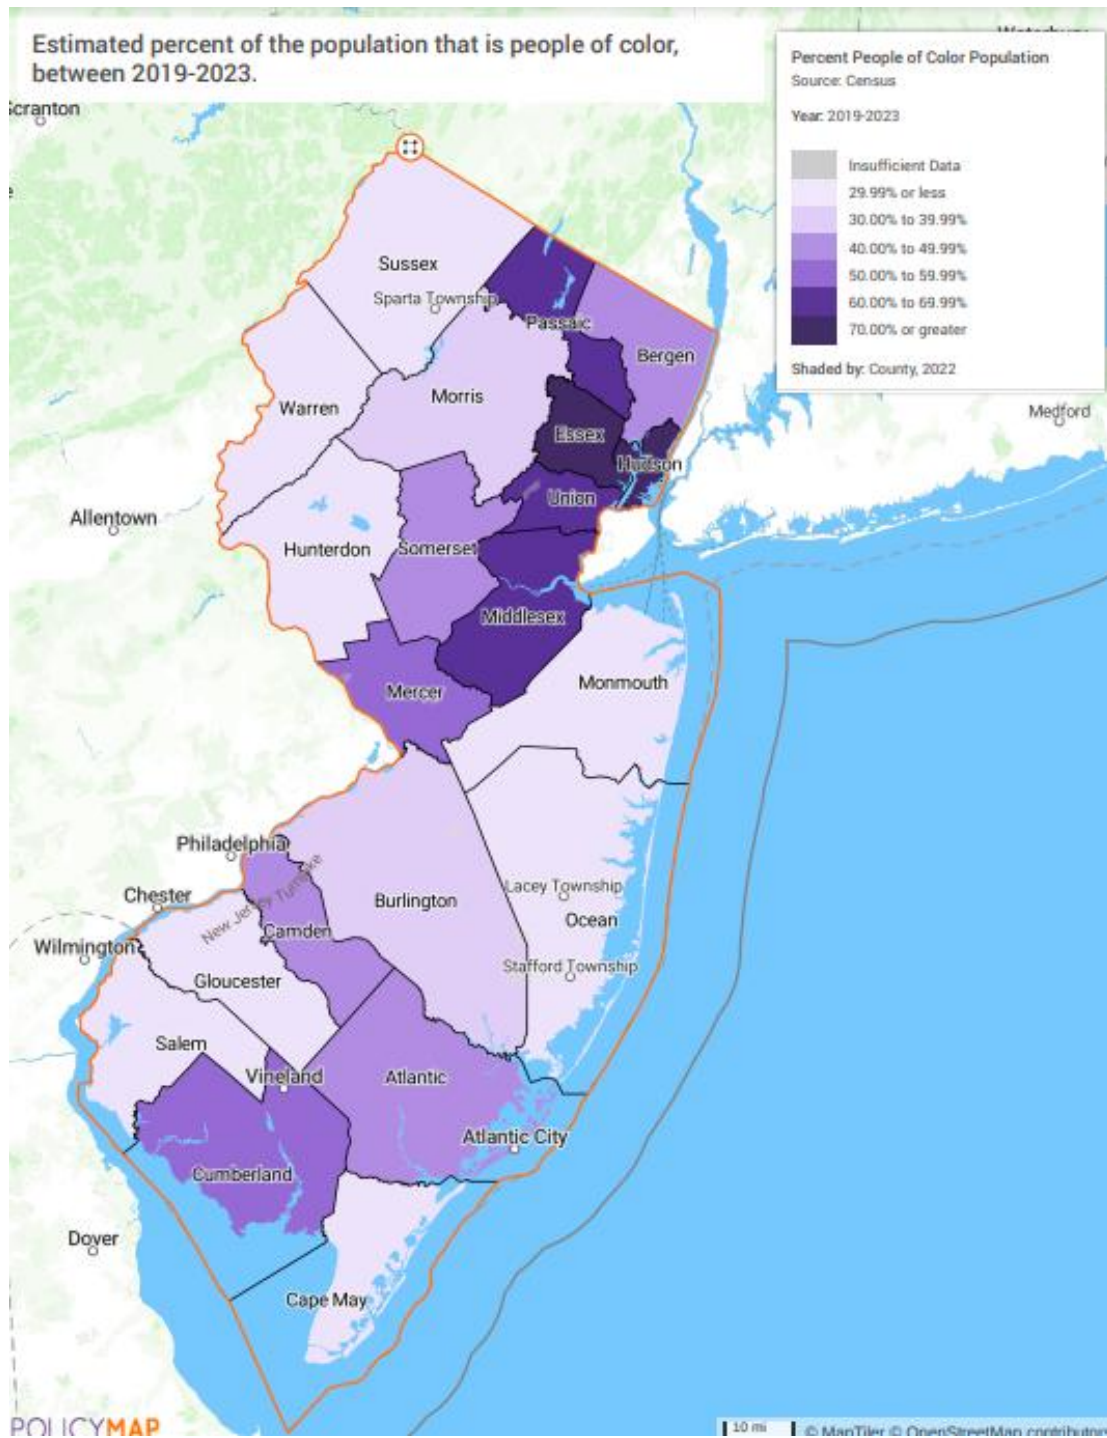 Estimated percent of the population that is people of color,
between 2019-2023.
Percent People of Color Population
Source: Census
Year: 2019-2023
Insufficient Data
29.99% or less
30.00% to 39.99%
40.00% to 49.99%
50.00% to 59.99%
60.00% to 69.99%
70.00% or greater
Shaded by: County, 2022
Sussex
Sparta Township
Passaic
Bergen
Warren
Morris
Medford
Essex
Hudson
Union
Allentown
Hunterdon
Somerset
Middlesex
Monmouth
Mercer
Philadelphia
New Jersey Turnpike
Chester
Lacey Township
Burlington
Ocean
Camden
Wilmington
Stafford Township
Gloucester
Salem
Vineland
Atlantic
Atlantic City
Cumberland
Dover
Cape May
POLICYMAP
10 mi
© MapTiler © OpenStreetMap contributors